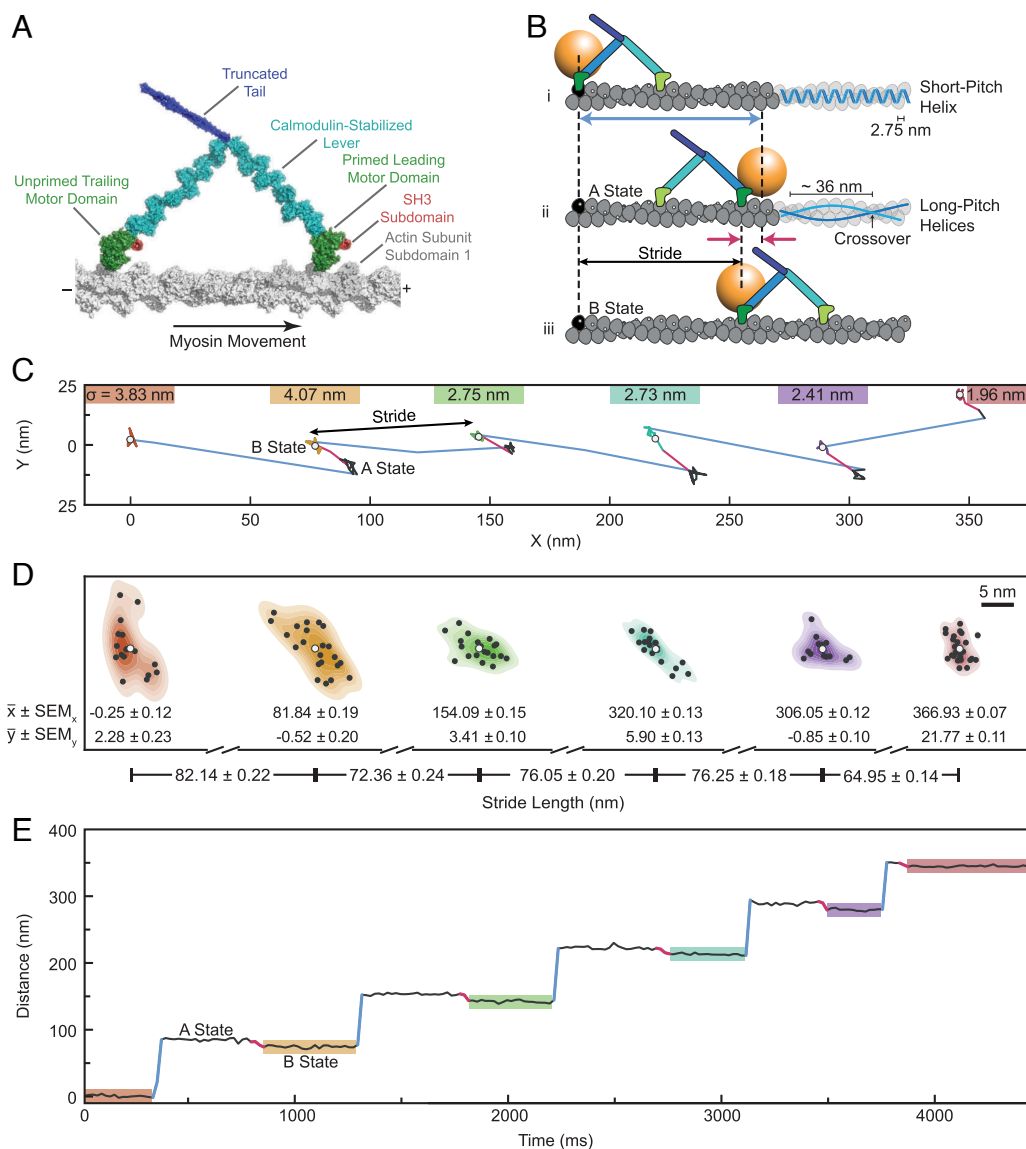 A
Truncated
Tail
Calmodulin-Stabilized
Lever
Unprimed Trailing
Motor Domain
Primed Leading
Motor Domain
SH3
Subdomain
Actin Subunit
Subdomain 1
–
+
Myosin Movement
B
i
Short-Pitch
Helix
2.75 nm
A State
ii
~ 36 nm
Long-Pitch
Helices
Crossover
Stride
B State
iii
C
σ = 3.83 nm
4.07 nm
2.75 nm
2.73 nm
2.41 nm
1.96 nm
Stride
B State
A State
25
0
25
Y (nm)
0 50 100 150 200 250 300 350
X (nm)
D
5 nm
x̄ ± SEMx -0.25 ± 0.12 81.84 ± 0.19 154.09 ± 0.15 320.10 ± 0.13 306.05 ± 0.12 366.93 ± 0.07
ȳ ± SEMy 2.28 ± 0.23 -0.52 ± 0.20 3.41 ± 0.10 5.90 ± 0.13 -0.85 ± 0.10 21.77 ± 0.11
82.14 ± 0.22 72.36 ± 0.24 76.05 ± 0.20 76.25 ± 0.18 64.95 ± 0.14
Stride Length (nm)
E
400
300
200
100
0
Distance (nm)
A State
B State
0 1000 2000 3000 4000
Time (ms)